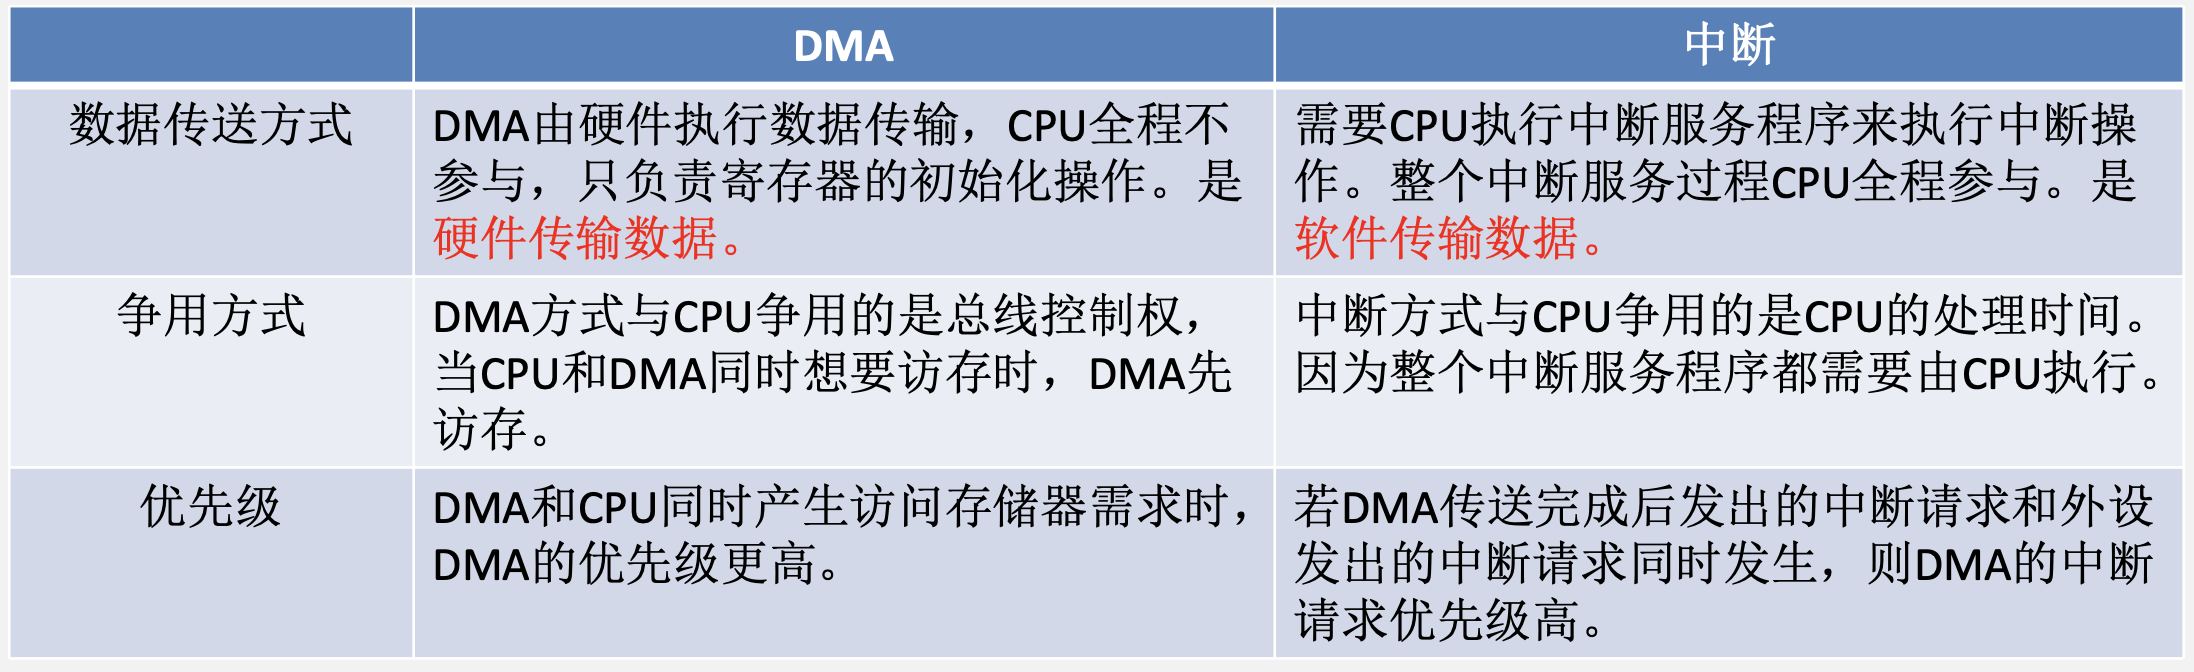 DMA
中断
数据传送方式
DMA由硬件执行数据传输，CPU全程不
参与，只负责寄存器的初始化操作。是
硬件传输数据。
需要CPU执行中断服务程序来执行中断操
作。整个中断服务过程CPU全程参与。是
软件传输数据。
争用方式
DMA方式与CPU争用的是总线控制权，
当CPU和DMA同时想要访存时，DMA先
访存。
中断方式与CPU争用的是CPU的处理时间。
因为整个中断服务程序都需要由CPU执行。
优先级
DMA和CPU同时产生访问存储器需求时，
DMA的优先级更高。
若DMA传送完成后发出的中断请求和外设
发出的中断请求同时发生，则DMA的中断
请求优先级高。